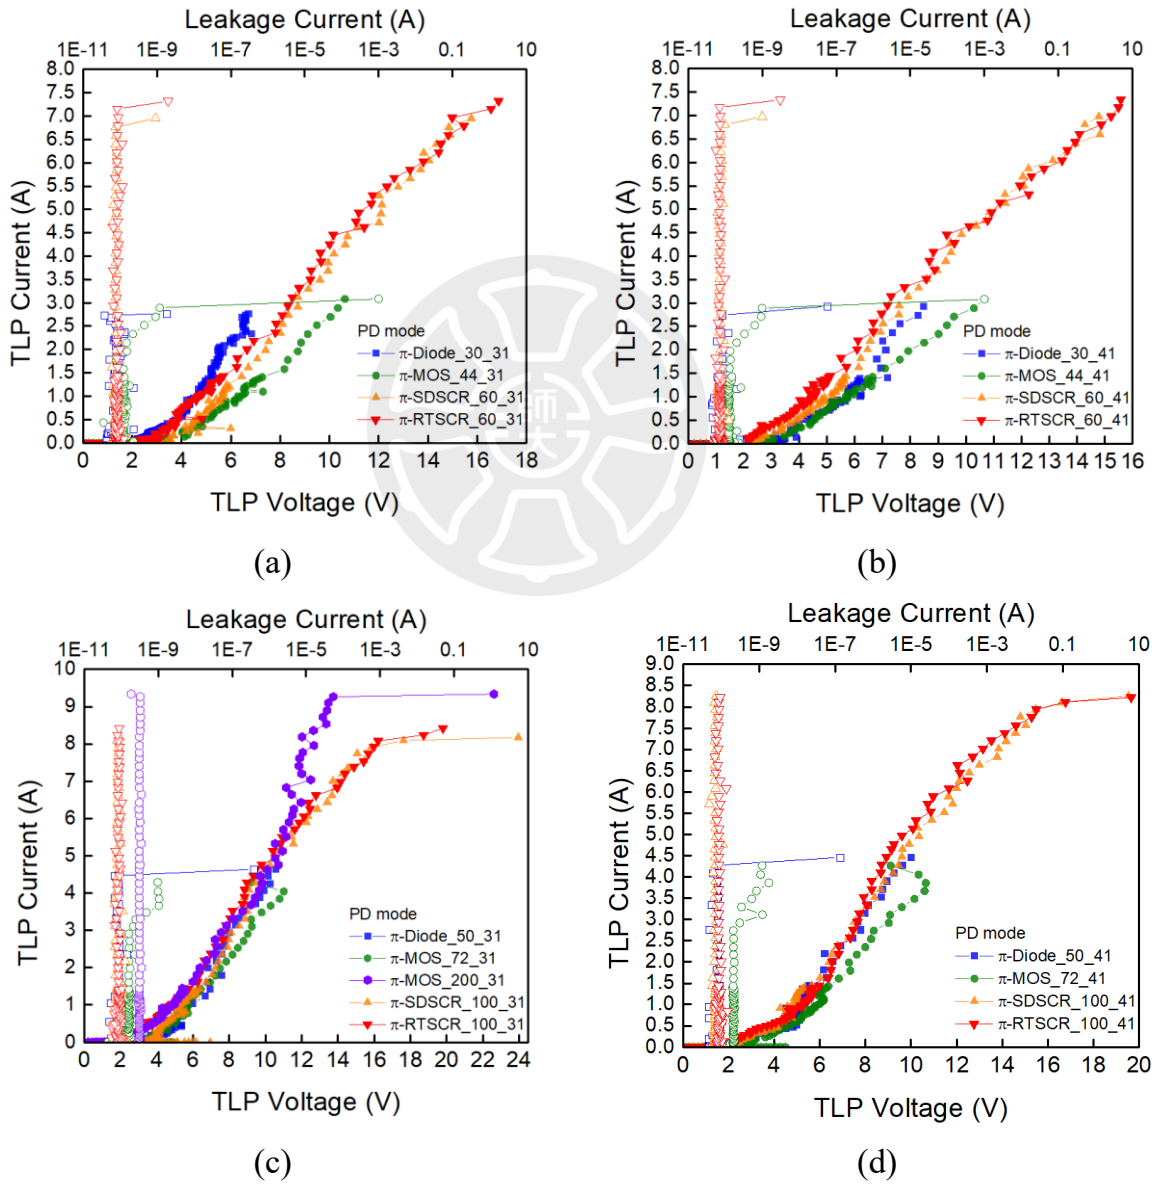 Leakage Current (A)
1E-11 1E-9 1E-7 1E-5 1E-3 0.1 10
8.0
7.5
7.0
6.5
6.0
5.5
5.0
4.5
4.0
3.5
3.0
2.5
2.0
1.5
1.0
0.5
0.0
TLP Current (A)
PD mode
π-Diode_30_31
π-MOS_44_31
π-SDSCR_60_31
π-RTSCR_60_31
0 2 4 6 8 10 12 14 16 18
TLP Voltage (V)
(a)
Leakage Current (A)
1E-11 1E-9 1E-7 1E-5 1E-3 0.1 10
8.0
7.5
7.0
6.5
6.0
5.5
5.0
4.5
4.0
3.5
3.0
2.5
2.0
1.5
1.0
0.5
0.0
TLP Current (A)
PD mode
π-Diode_30_41
π-MOS_44_41
π-SDSCR_60_41
π-RTSCR_60_41
0 1 2 3 4 5 6 7 8 9 10 11 12 13 14 15 16
TLP Voltage (V)
(b)
Leakage Current (A)
1E-11 1E-9 1E-7 1E-5 1E-3 0.1 10
10
9
8
7
6
5
4
3
2
1
0
TLP Current (A)
PD mode
π-Diode_50_31
π-MOS_72_31
π-MOS_200_31
π-SDSCR_100_31
π-RTSCR_100_31
0 2 4 6 8 10 12 14 16 18 20 22 24
TLP Voltage (V)
(c)
Leakage Current (A)
1E-11 1E-9 1E-7 1E-5 1E-3 0.1 10
9.0
8.5
8.0
7.5
7.0
6.5
6.0
5.5
5.0
4.5
4.0
3.5
3.0
2.5
2.0
1.5
1.0
0.5
0.0
TLP Current (A)
PD mode
π-Diode_50_41
π-MOS_72_41
π-SDSCR_100_41
π-RTSCR_100_41
0 2 4 6 8 10 12 14 16 18 20
TLP Voltage (V)
(d)